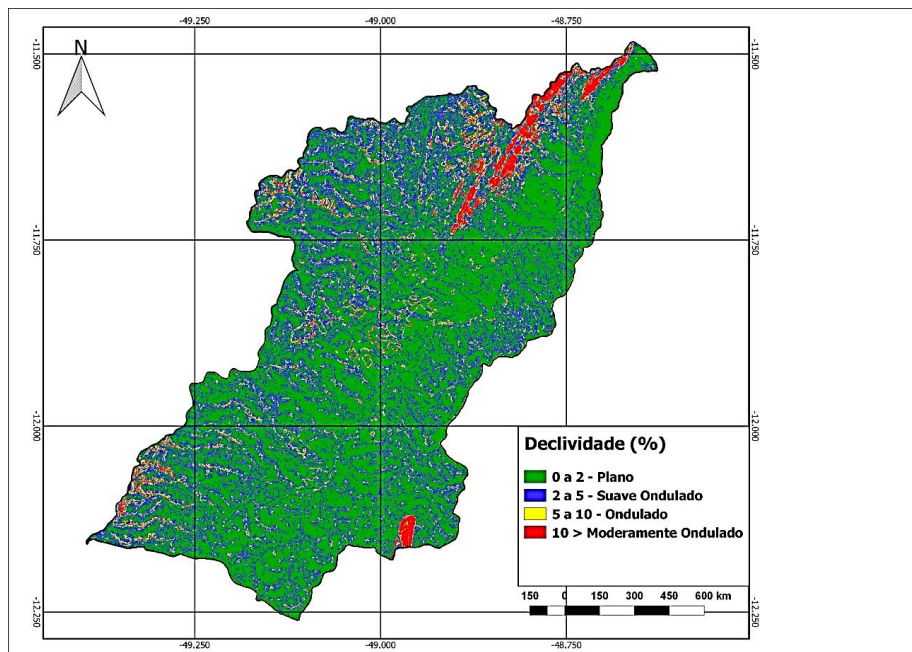 -49.250 -49.000 -48.750
N
-11.500 -11.500
-11.750 -11.750
-12.000 -12.000
Declividade (%)
0 a 2 - Plano
2 a 5 - Suave Ondulado
5 a 10 - Ondulado
10 > Moderamente Ondulado
150 0 150 300 450 600 km
-12.250 -12.250
-49.250 -49.000 -48.750